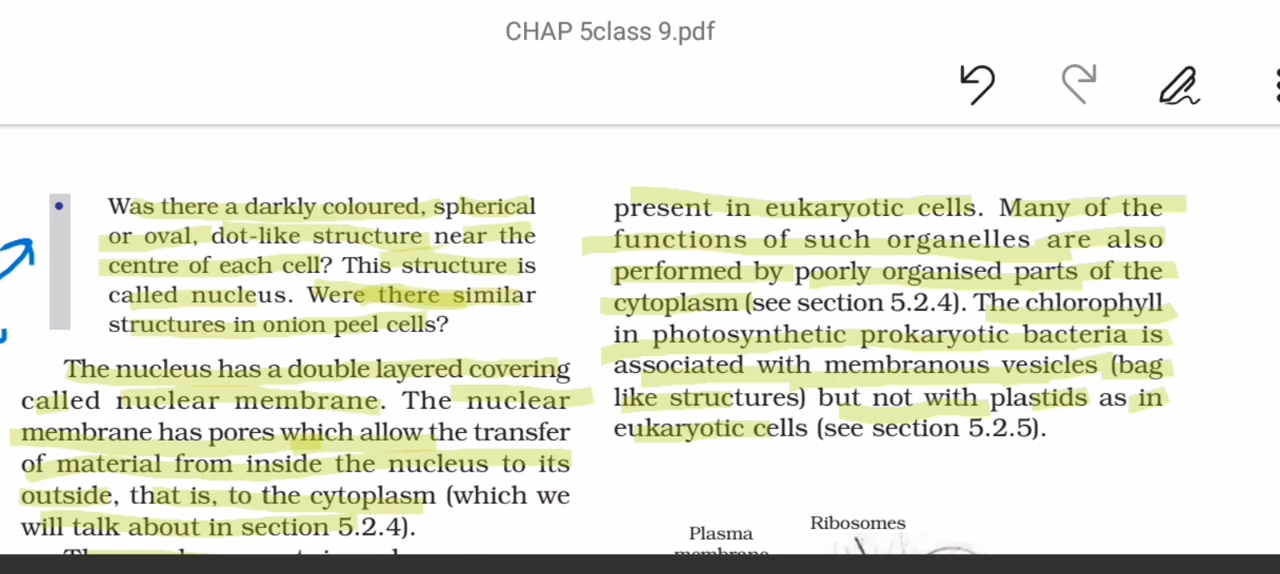 CHAP 5class 9.pdf
• Was there a darkly coloured, spherical
or oval, dot-like structure near the
centre of each cell? This structure is
called nucleus. Were there similar
structures in onion peel cells?
The nucleus has a double layered covering
called nuclear membrane. The nuclear
membrane has pores which allow the transfer
of material from inside the nucleus to its
outside, that is, to the cytoplasm (which we
will talk about in section 5.2.4).
present in eukaryotic cells. Many of the
functions of such organelles are also
performed by poorly organised parts of the
cytoplasm (see section 5.2.4). The chlorophyll
in photosynthetic prokaryotic bacteria is
associated with membranous vesicles (bag
like structures) but not with plastids as in
eukaryotic cells (see section 5.2.5).
Ribosomes
Plasma
membrane